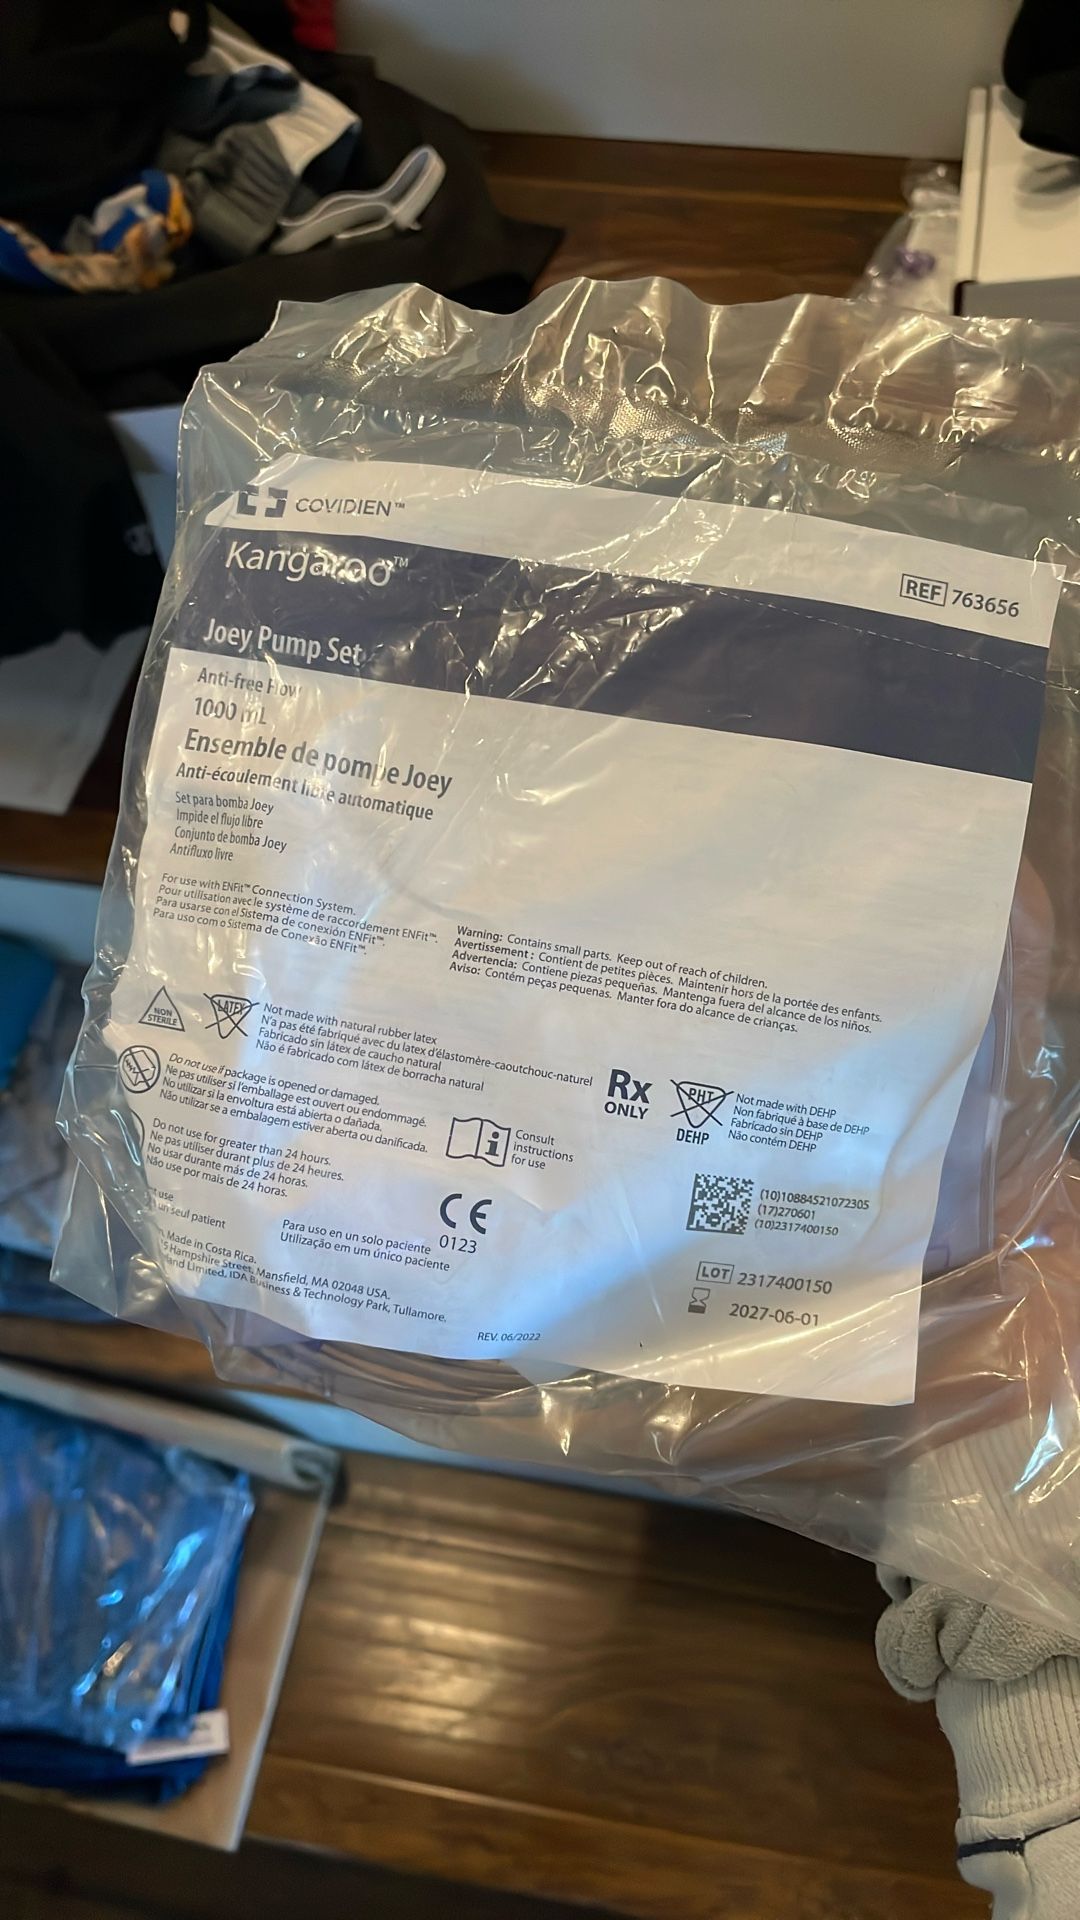 COVIDIEN™
Kangaroo™
REF 763656
Joey Pump Set
Anti-free Flow
1000 mL
Ensemble de pompe Joey
Anti-écoulement libre automatique
Set para bomba Joey
Impide el flujo libre
Conjunto de bomba Joey
Antifluxo livre
For use with ENFit™ Connection System.
Pour utilisation avec le système de raccordement ENFit™.
Para usarse con el Sistema de conexión ENFit™.
Para uso com o Sistema de Conexão ENFit™.
Warning: Contains small parts. Keep out of reach of children.
Avertissement : Contient de petites pièces. Maintenir hors de la portée des enfants.
Advertencia: Contiene piezas pequeñas. Mantenga fuera del alcance de los niños.
Aviso: Contém peças pequenas. Manter fora do alcance de crianças.
NON
STERILE
LATEX
Not made with natural rubber latex
N'a pas été fabriqué avec du latex d'élastomère-caoutchouc-naturel
Fabricado sin látex de caucho natural
Não é fabricado com látex de borracha natural
Do not use if package is opened or damaged.
Ne pas utiliser si l'emballage est ouvert ou endommagé.
No utilizar si la envoltura está abierta o dañada.
Não utilizar se a embalagem estiver aberta ou danificada.
Rx
ONLY
PHT
DEHP
Not made with DEHP
Non fabriqué à base de DEHP
Fabricado sin DEHP
Não contém DEHP
Do not use for greater than 24 hours.
Ne pas utiliser durant plus de 24 heures.
No usar durante más de 24 horas.
Não use por mais de 24 horas.
Consult
instructions
for use
use
un seul patient
Para uso en un solo paciente
Utilização em um único paciente
CE
0123
(10)10884521072305
(17)270601
(10)2317400150
Made in Costa Rica.
15 Hampshire Street, Mansfield, MA 02048 USA.
Limited, IDA Business & Technology Park, Tullamore.
REV. 06/2022
LOT 2317400150
2027-06-01